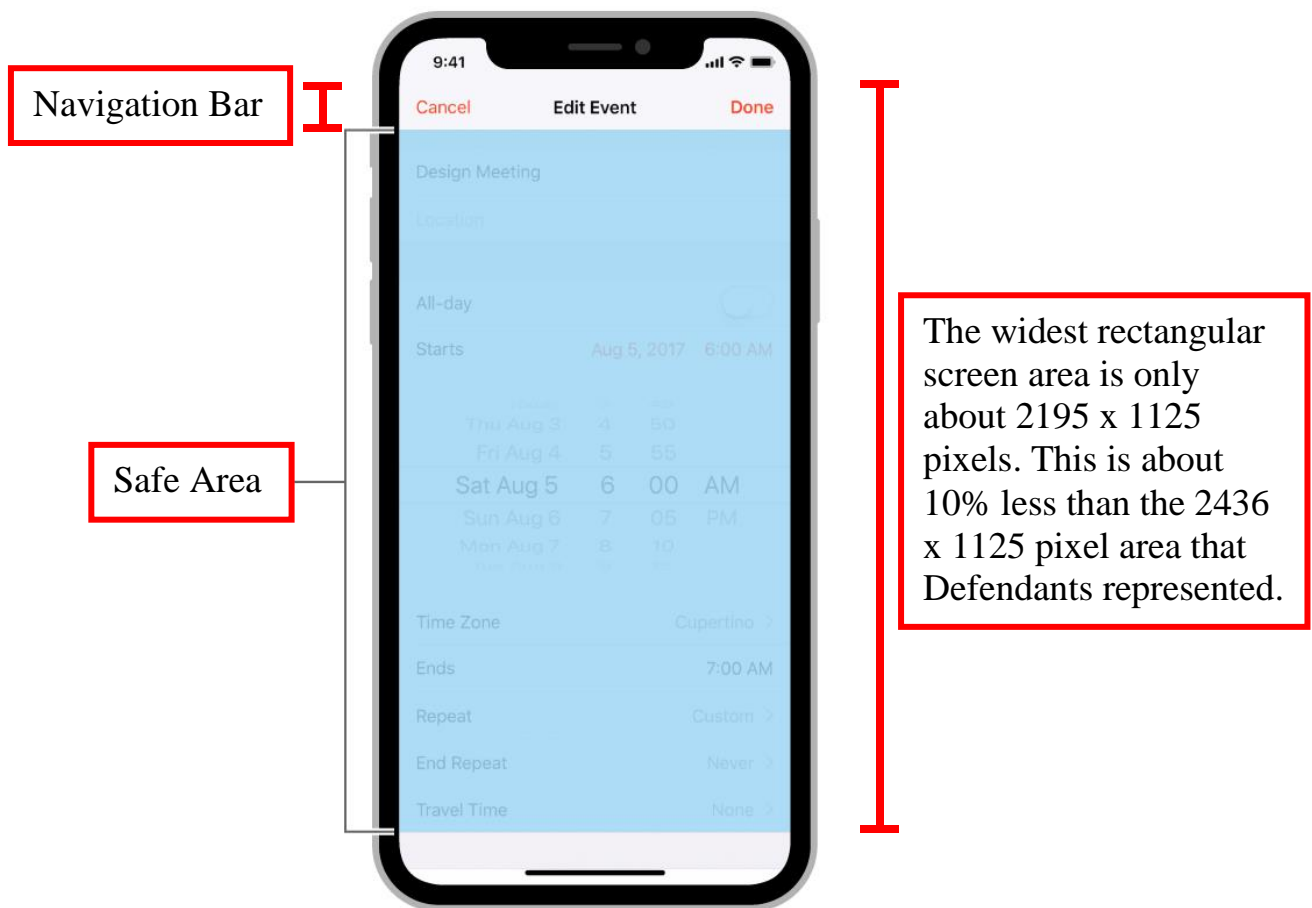 9:41
Navigation Bar
Cancel Edit Event Done
Design Meeting
Location
All-day
Starts Aug 5, 2017 6:00 AM
Thu Aug 3 4 50
Fri Aug 4 5 55
Sat Aug 5 6 00 AM
Sun Aug 6 7 05 PM
Mon Aug 7 8 10
Safe Area
Time Zone Cupertino >
Ends 7:00 AM
Repeat Custom >
End Repeat Never >
Travel Time None >
The widest rectangular
screen area is only
about 2195 x 1125
pixels. This is about
10% less than the 2436
x 1125 pixel area that
Defendants represented.